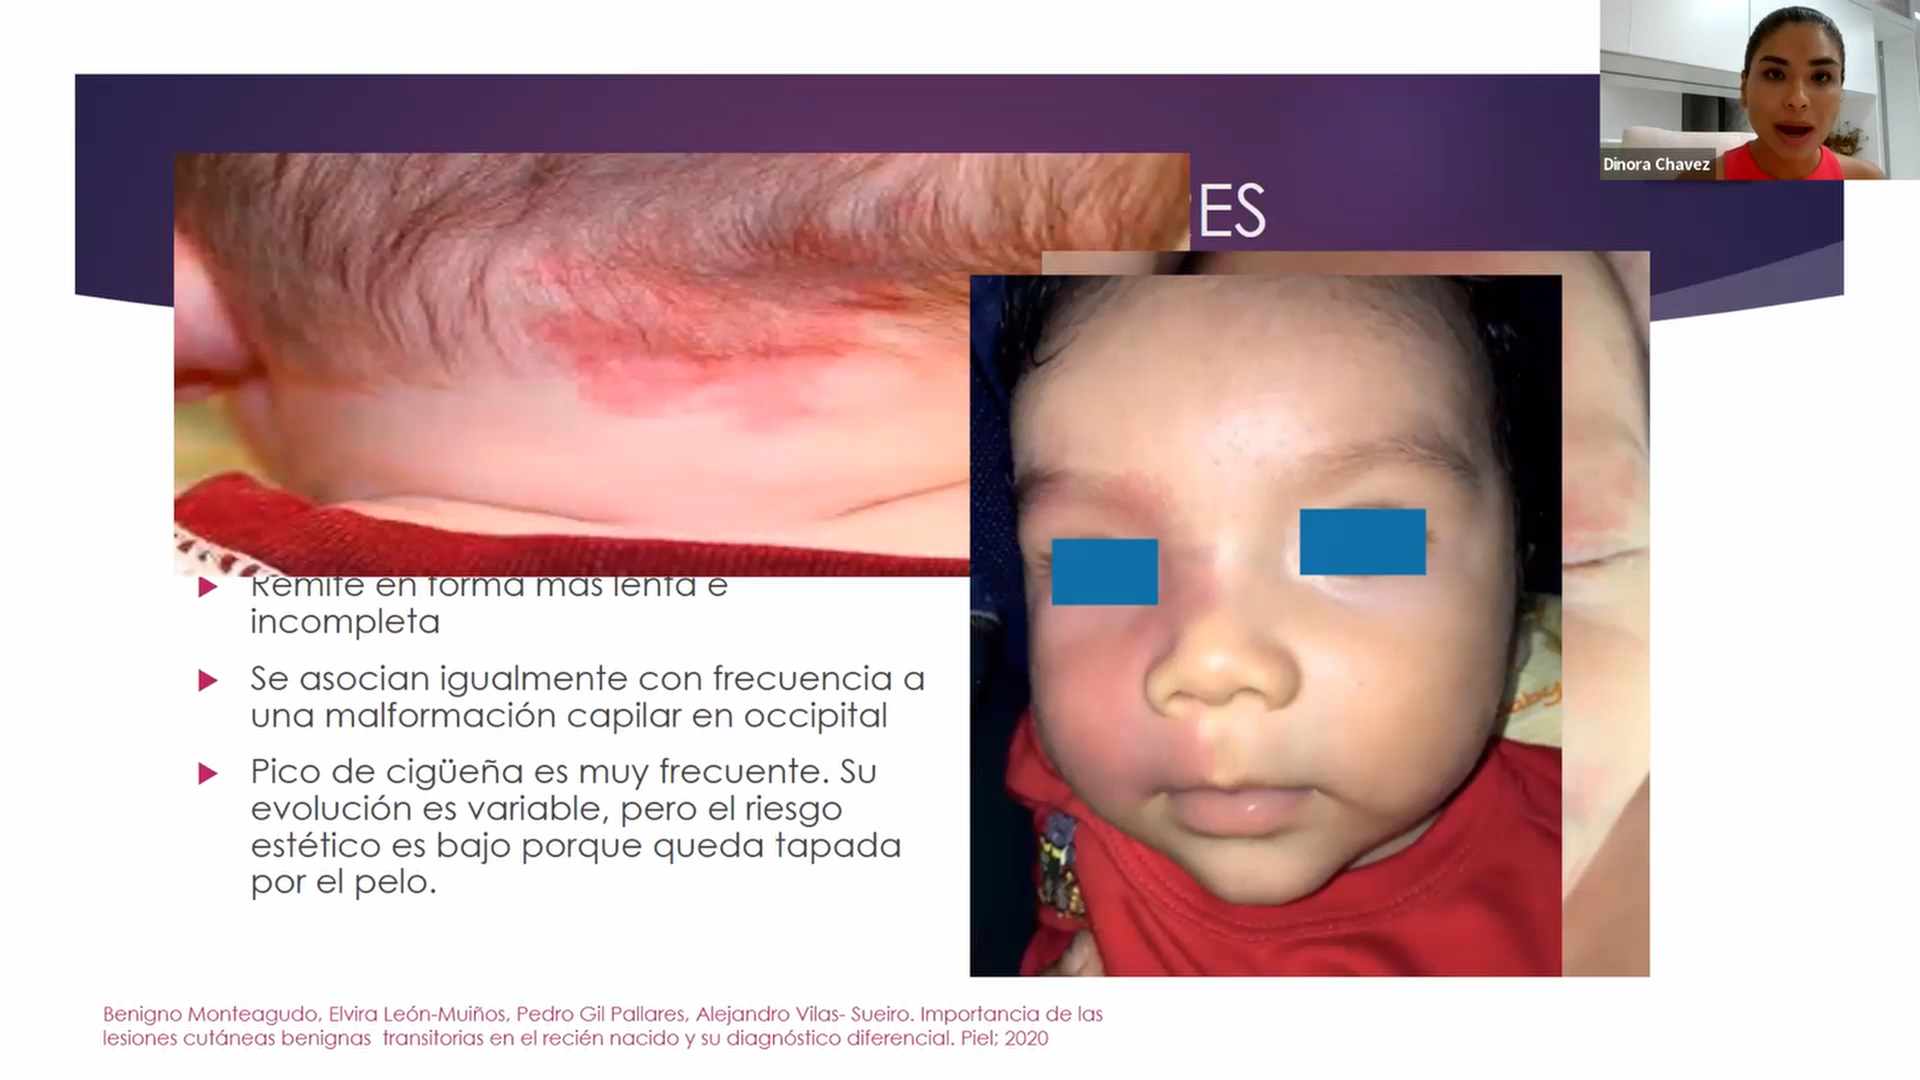 Dinora Chavez
RES
Remite en forma más lenta e
incompleta
Se asocian igualmente con frecuencia a
una malformación capilar en occipital
Pico de cigüeña es muy frecuente. Su
evolución es variable, pero el riesgo
estético es bajo porque queda tapada
por el pelo.
Benigno Monteagudo, Elvira León-Muiños, Pedro Gil Pallares, Alejandro Vilas- Sueiro. Importancia de las
lesiones cutáneas benignas  transitorias en el recién nacido y su diagnóstico diferencial. Piel; 2020